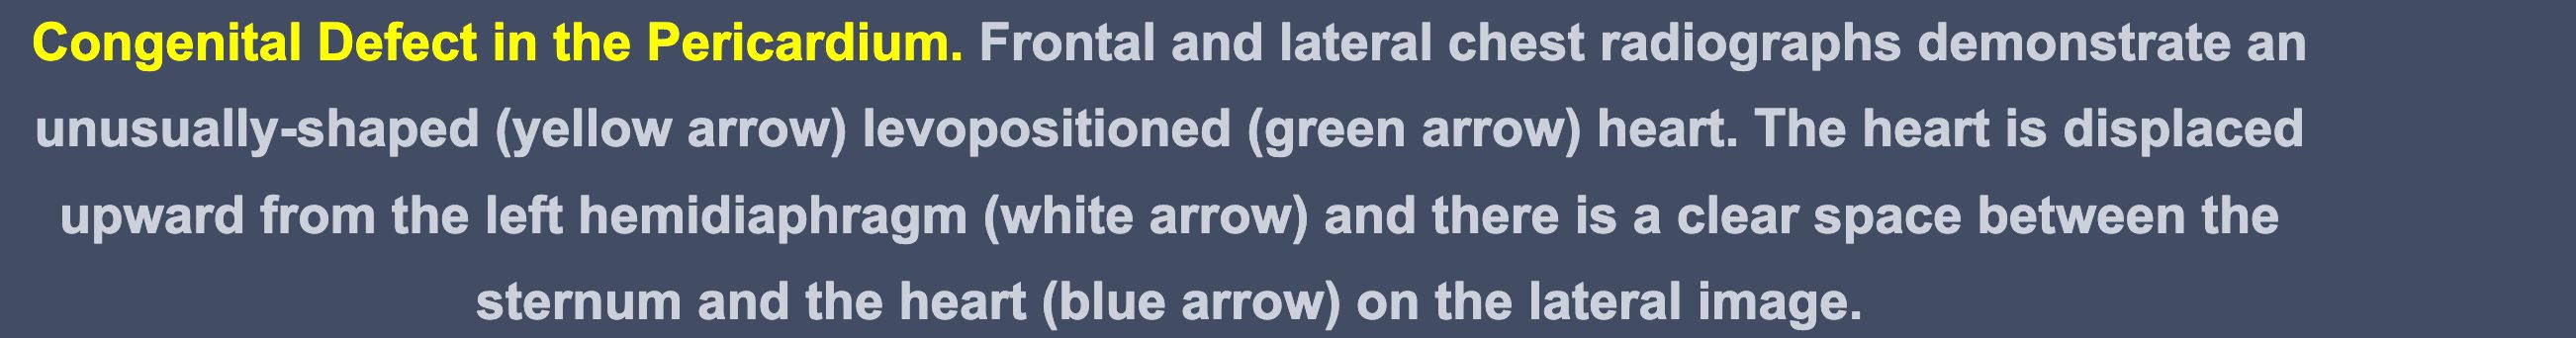 Congenital Defect in the Pericardium. Frontal and lateral chest radiographs demonstrate an
unusually-shaped (yellow arrow) levopositioned (green arrow) heart. The heart is displaced
upward from the left hemidiaphragm (white arrow) and there is a clear space between the
sternum and the heart (blue arrow) on the lateral image.